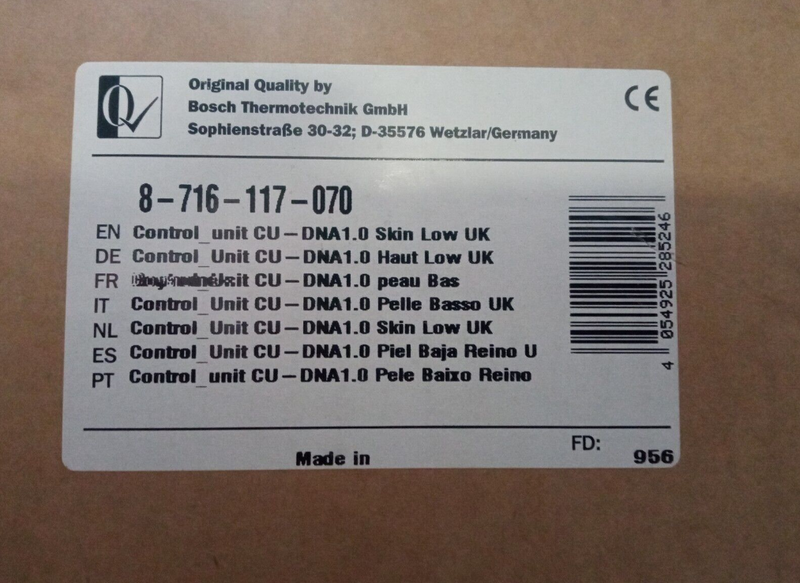 Original Quality by
Bosch Thermotechnik GmbH
Sophienstraße 30-32; D-35576 Wetzlar/Germany
CE
8-716-117-070
EN Control_unit CU-DNA1.0 Skin Low UK
DE Control_unit CU-DNA1.0 Haut Low UK
FR CU-DNA1.0 peau Bas
IT Control_unit CU-DNA1.0 Pelle Basso UK
NL Control_unit CU-DNA1.0 Skin Low UK
ES Control_Unit CU-DNA1.0 Piel Baja Reino U
PT Control_unit CU-DNA1.0 Pele Baixo Reino
4 054925 285246
FD:
Made in
956